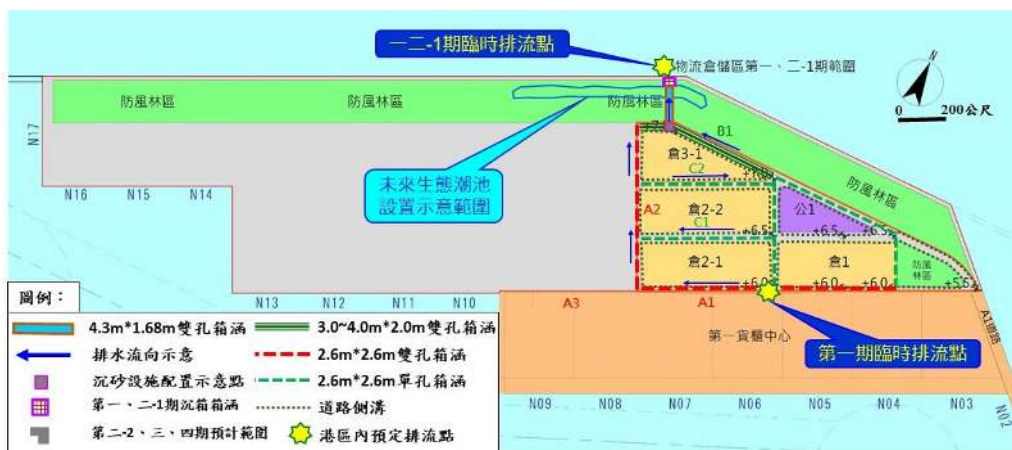 一二-1期臨時排流點
物流倉儲區第一、二-1期範圍
N
0 200公尺
防風林區
防風林區
防風林區
N17
B1
倉3-1
+7.0
C2
未來生態潮池
設置示意範圍
防風林區
N16
N15
N14
A2
倉2-2
公1
C1
+6.5
+6.5
+6.5
倉2-1
倉1
防風
林區
+6.0
+6.0
+6.0
+5.5
N13
N12
N11
N10
A3
A1
A1道路
第一貨櫃中心
第一期臨時排流點
圖例：
4.3m*1.68m雙孔箱涵
3.0~4.0m*2.0m雙孔箱涵
排水流向示意
2.6m*2.6m雙孔箱涵
沉砂設施配置示意點
2.6m*2.6m單孔箱涵
第一、二-1期沉箱箱涵
道路側溝
第二-2、三、四期預計範圍
港區內預定排流點
N09
N08
N07
N06
N05
N04
N03
N02